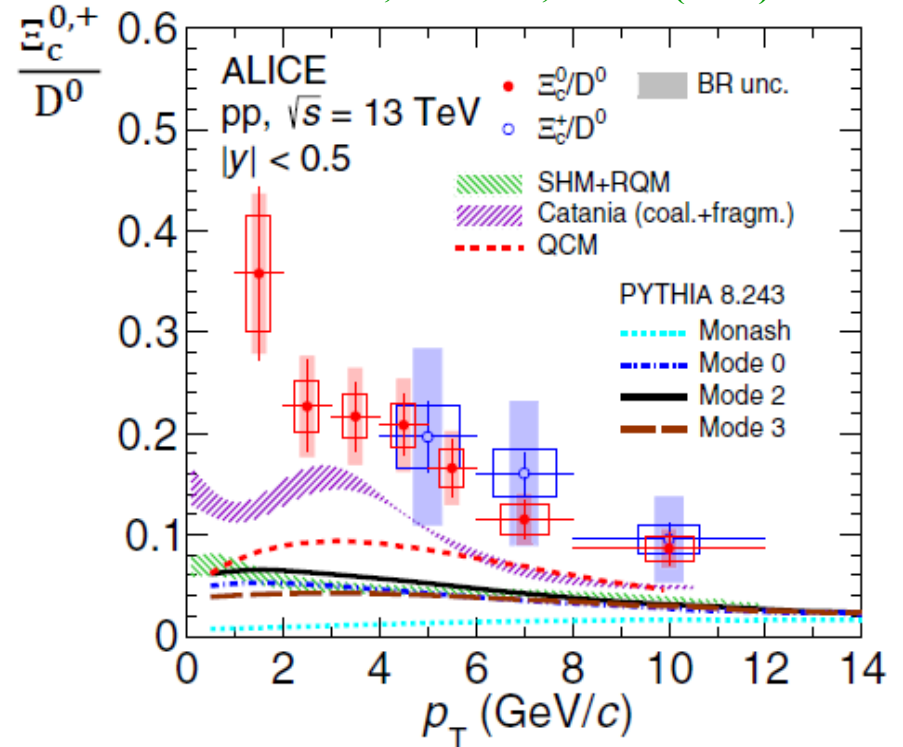 Ξc0,+
D0
ALICE
pp, √s = 13 TeV
|y| < 0.5
Ξc0/D0
Ξc+/D0
BR unc.
SHM+RQM
Catania (coal.+fragm.)
QCM
PYTHIA 8.243
Monash
Mode 0
Mode 2
Mode 3
0.6
0.5
0.4
0.3
0.2
0.1
0
0 2 4 6 8 10 12 14
pT (GeV/c)